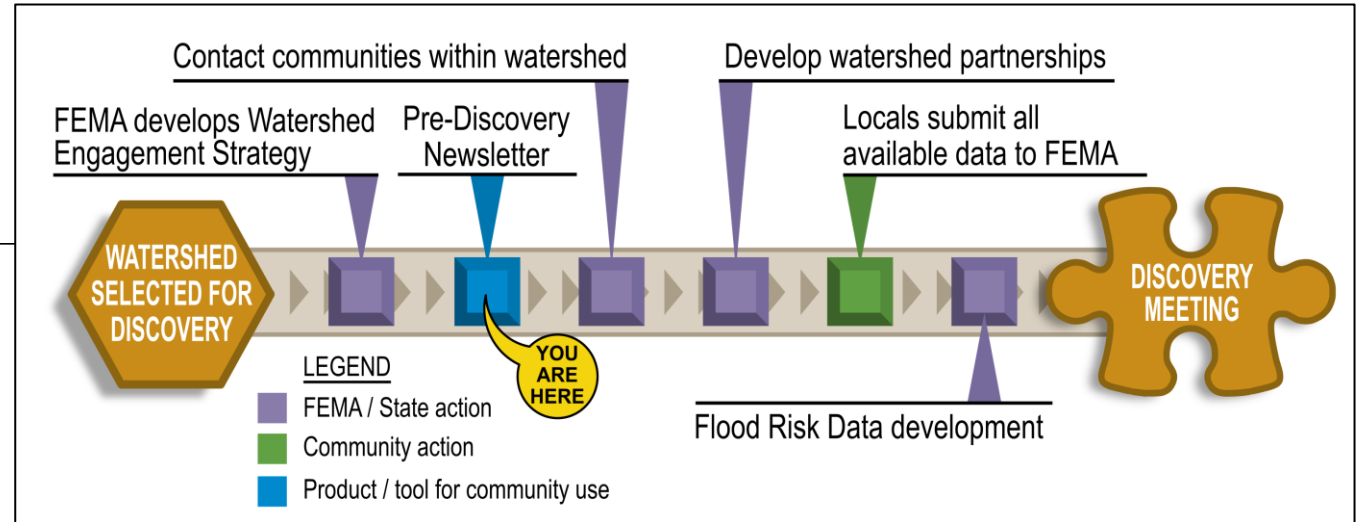 Contact communities within watershed
Develop watershed partnerships
FEMA develops Watershed
Engagement Strategy
Pre-Discovery
Newsletter
Locals submit all
available data to FEMA
WATERSHED
SELECTED FOR
DISCOVERY
DISCOVERY
MEETING
YOU
ARE
HERE
LEGEND
FEMA / State action
Community action
Product / tool for community use
Flood Risk Data development